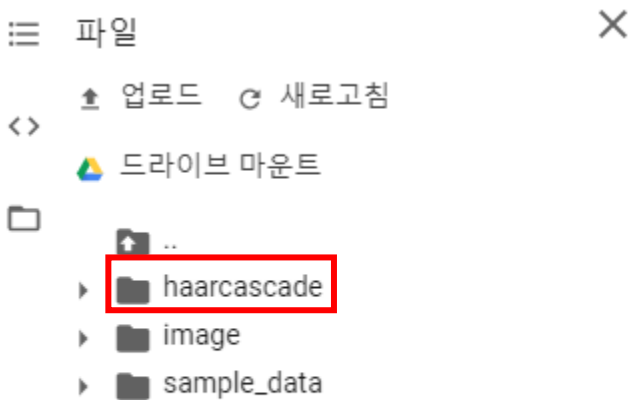 파일
업로드 새로고침
드라이브 마운트
..
haarcascade
image
sample_data